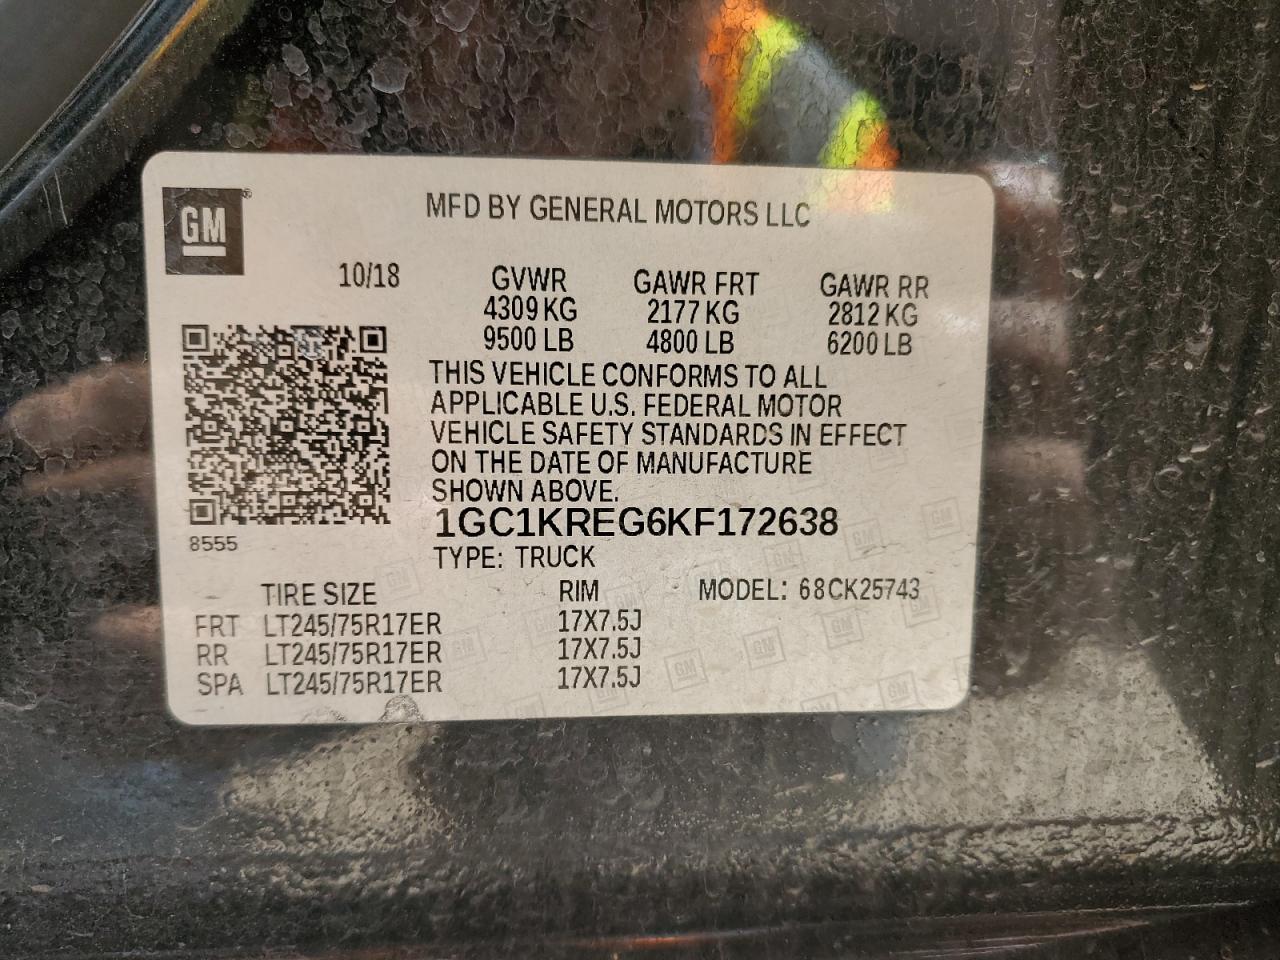 GM®
MFD BY GENERAL MOTORS LLC
10/18 GVWR GAWR FRT GAWR RR
4309 KG 2177 KG 2812 KG
9500 LB 4800 LB 6200 LB
THIS VEHICLE CONFORMS TO ALL
APPLICABLE U.S. FEDERAL MOTOR
VEHICLE SAFETY STANDARDS IN EFFECT
ON THE DATE OF MANUFACTURE
SHOWN ABOVE.
1GC1KREG6KF172638
8555
TYPE: TRUCK
TIRE SIZE RIM MODEL: 68CK25743
FRT LT245/75R17ER 17X7.5J
RR LT245/75R17ER 17X7.5J
SPA LT245/75R17ER 17X7.5J